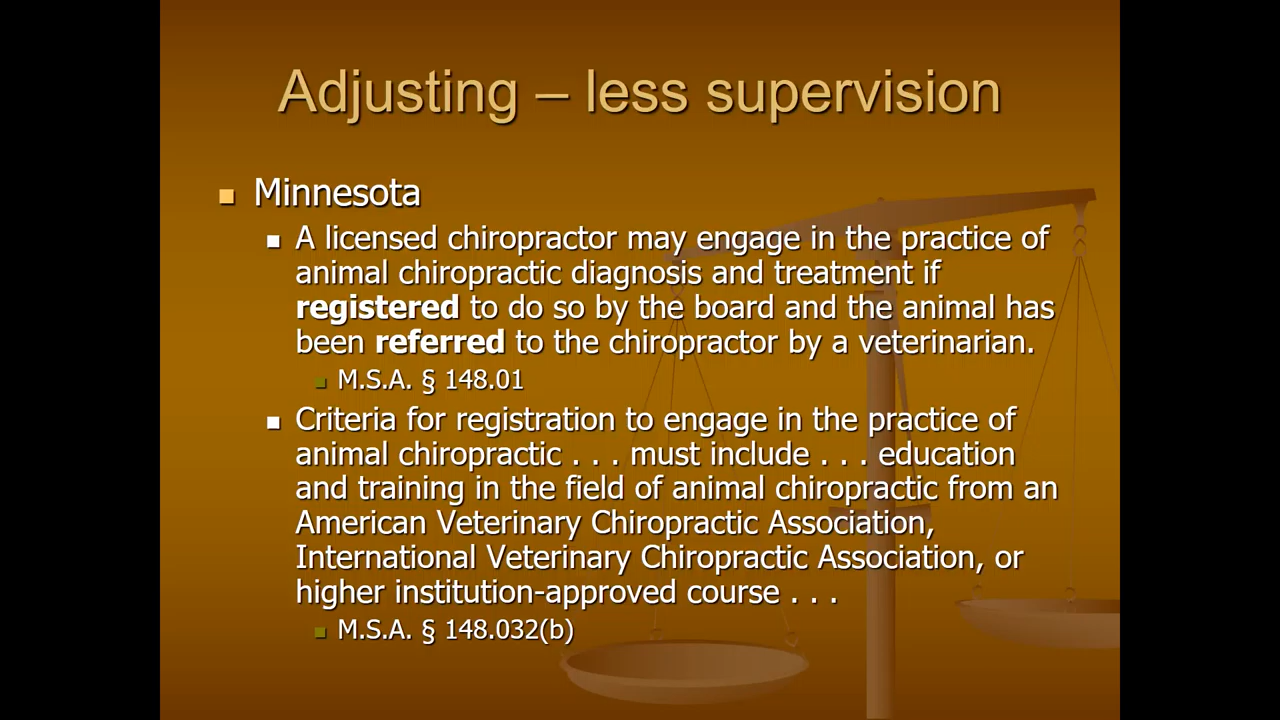 Adjusting – less supervision
Minnesota
A licensed chiropractor may engage in the practice of
animal chiropractic diagnosis and treatment if
registered to do so by the board and the animal has
been referred to the chiropractor by a veterinarian.
M.S.A. § 148.01
Criteria for registration to engage in the practice of
animal chiropractic . . . must include . . . education
and training in the field of animal chiropractic from an
American Veterinary Chiropractic Association,
International Veterinary Chiropractic Association, or
higher institution-approved course . . .
M.S.A. § 148.032(b)